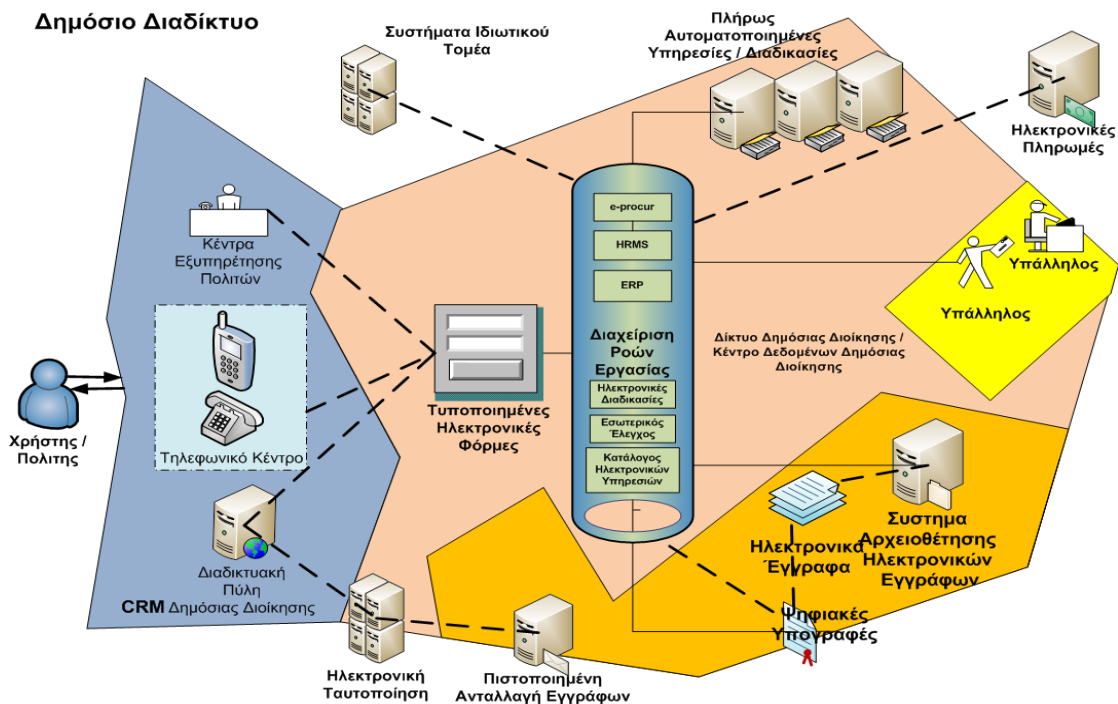 Δημόσιο Διαδίκτυο
Συστήματα Ιδιωτικού
Τομέα
Πλήρως
Αυτοματοποιημένες
Υπηρεσίες / Διαδικασίες
Ηλεκτρονικές
Πληρωμές
Κέντρα
Εξυπηρέτησης
Πολιτών
e-procur
HRMS
ERP
Διαχείριση
Ροών
Εργασίας
Ηλεκτρονικές
Διαδικασίες
Εσωτερικός
Έλεγχος
Κατάλογος
Ηλεκτρονικών
Υπηρεσιών
Υπάλληλος
Υπάλληλος
Δίκτυο Δημόσιας Διοίκησης /
Κέντρο Δεδομένων Δημόσιας
Διοίκησης
Τυποποιημένες
Ηλεκτρονικές
Φόρμες
Χρήστης /
Πολιτης
Τηλεφωνικό Κέντρο
Διαδικτυακή
Πύλη
CRM Δημόσιας Διοίκησης
Ηλεκτρονικά
Έγγραφα
Συστημα
Αρχειοθέτησης
Ηλεκτρονικών
Εγγράφων
Ψηφιακές
Υπογραφές
Ηλεκτρονική
Ταυτοποίηση
Πιστοποιημένη
Ανταλλαγή Εγγράφων